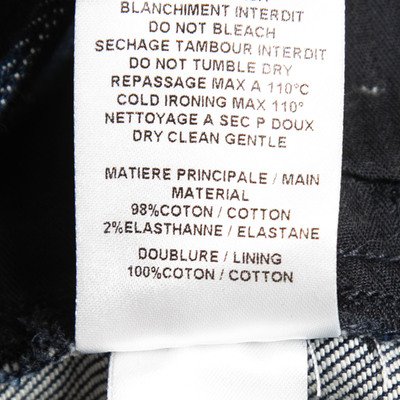 BLANCHIMENT INTERDIT
DO NOT BLEACH
SECHAGE TAMBOUR INTERDIT
DO NOT TUMBLE DRY
REPASSAGE MAX A 110°C
COLD IRONING MAX 110°
NETTOYAGE A SEC P DOUX
DRY CLEAN GENTLE
MATIERE PRINCIPALE / MAIN
MATERIAL
98%COTON / COTTON
2%ELASTHANNE / ELASTANE
DOUBLURE / LINING
100%COTON / COTTON